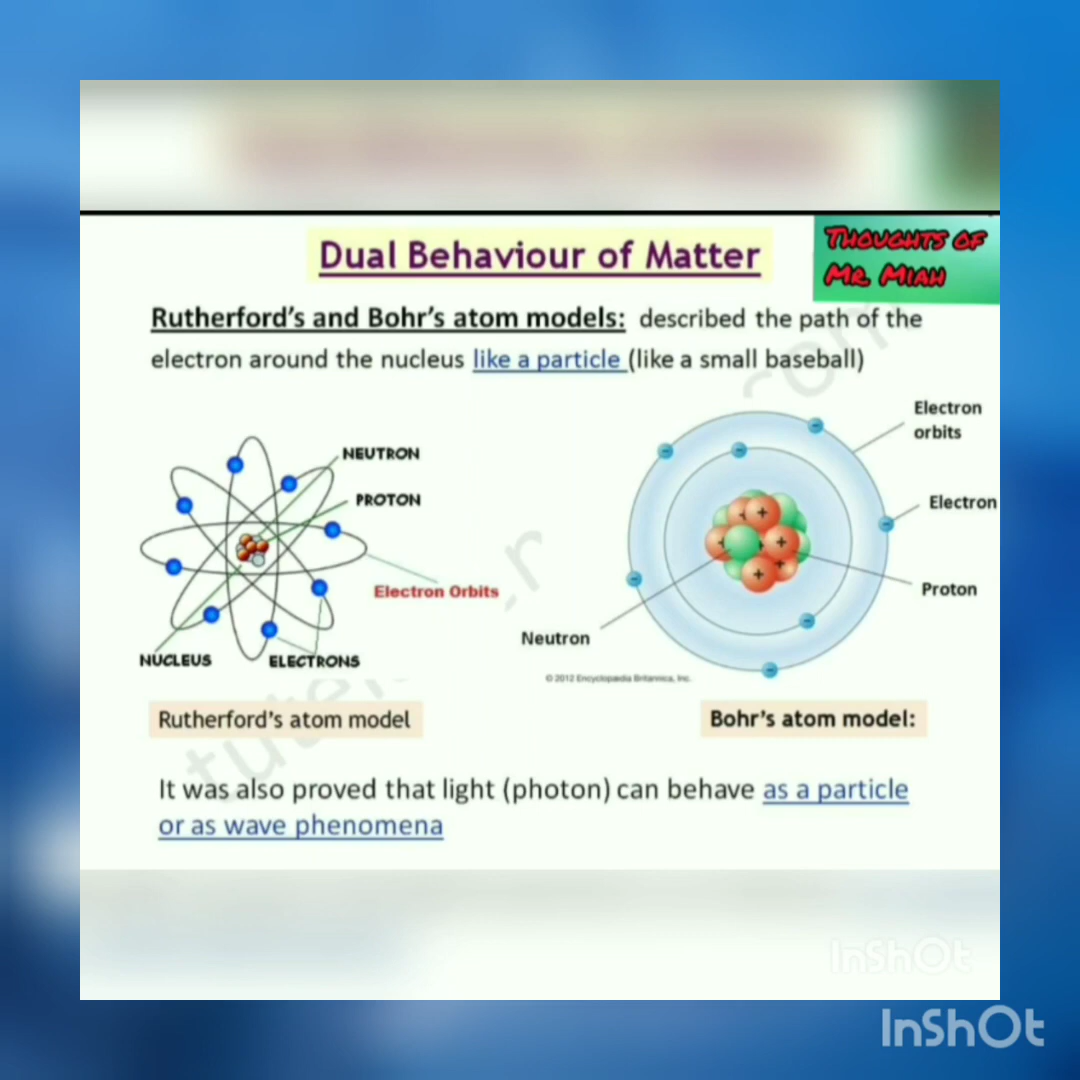 Dual Behaviour of Matter
THOUGHTS OF
MR. MIAH
Rutherford's and Bohr's atom models: described the path of the
electron around the nucleus like a particle (like a small baseball)
NEUTRON
PROTON
Electron Orbits
NUCLEUS
ELECTRONS
Electron
orbits
Electron
Proton
Neutron
© 2012 Encyclopædia Britannica, Inc.
Rutherford's atom model
Bohr's atom model:
It was also proved that light (photon) can behave as a particle
or as wave phenomena
InShOt
InShOt